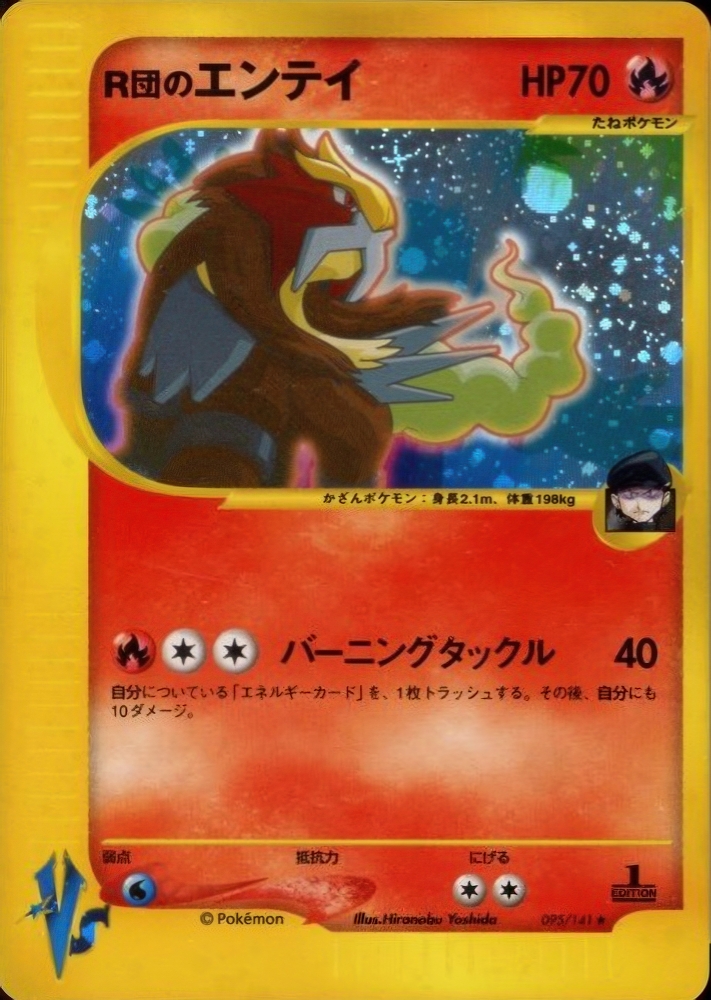 R団のエンテイ HP70
たねポケモン
かざんポケモン：身長2.1m、体重198kg
バーニングタックル 40
自分についている「エネルギーカード」を、1枚トラッシュする。その後、自分にも
10ダメージ。
弱点 抵抗力 にげる
1
EDITION
©Pokémon Illus.Hironobu Yoshida 095/141★
VS